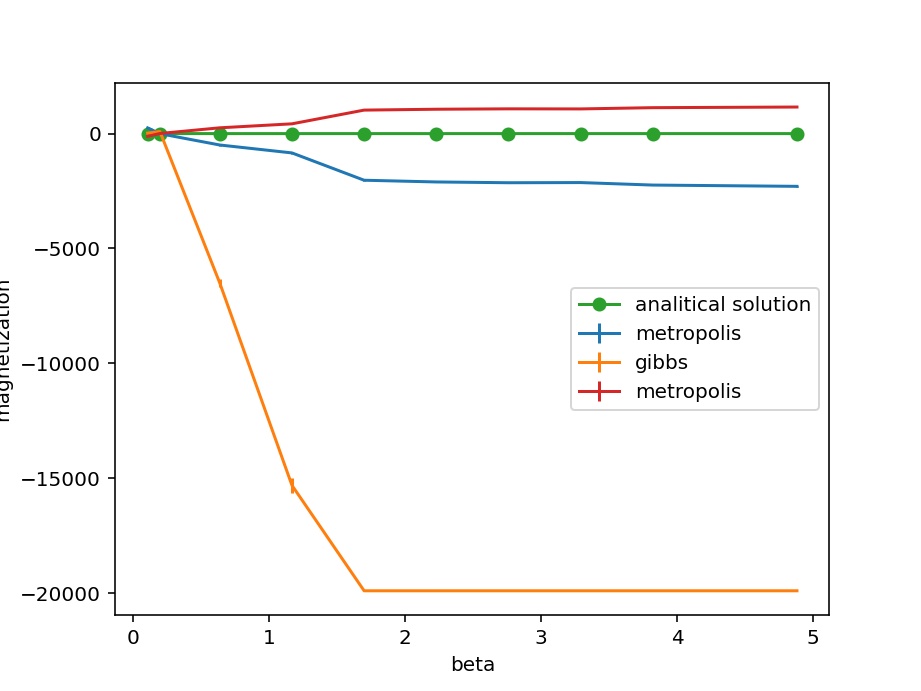 0
−5000
−10000
−15000
−20000
magnetization
0 1 2 3 4 5
beta
analitical solution
metropolis
gibbs
metropolis